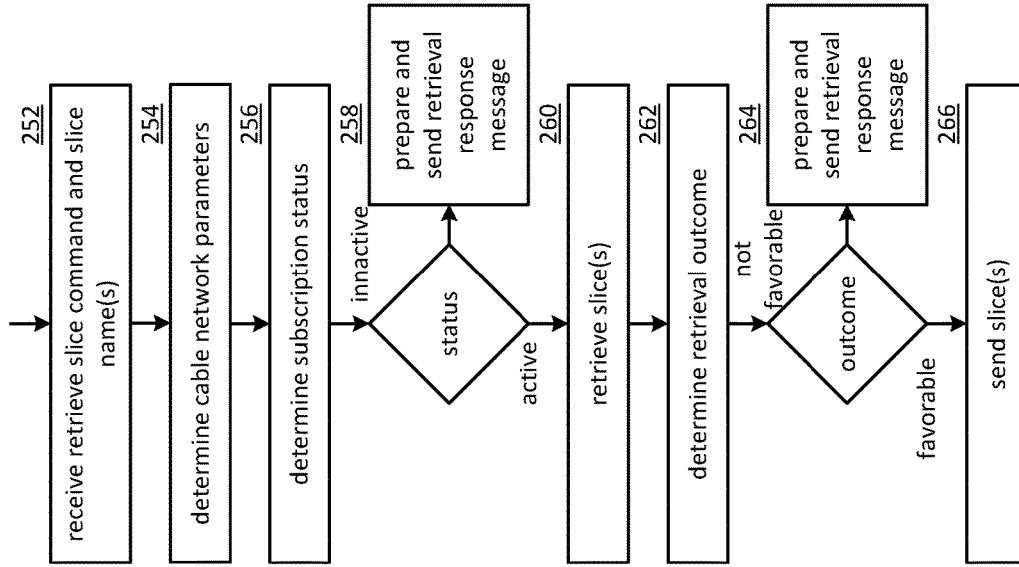 252
receive retrieve slice command and slice
name(s)
254
determine cable network parameters
256
determine subscription status
258
innactive
status
prepare and
send retrieval
response
message
active
260
retrieve slice(s)
262
determine retrieval outcome
264
not
favorable
outcome
prepare and
send retrieval
response
message
favorable
266
send slice(s)